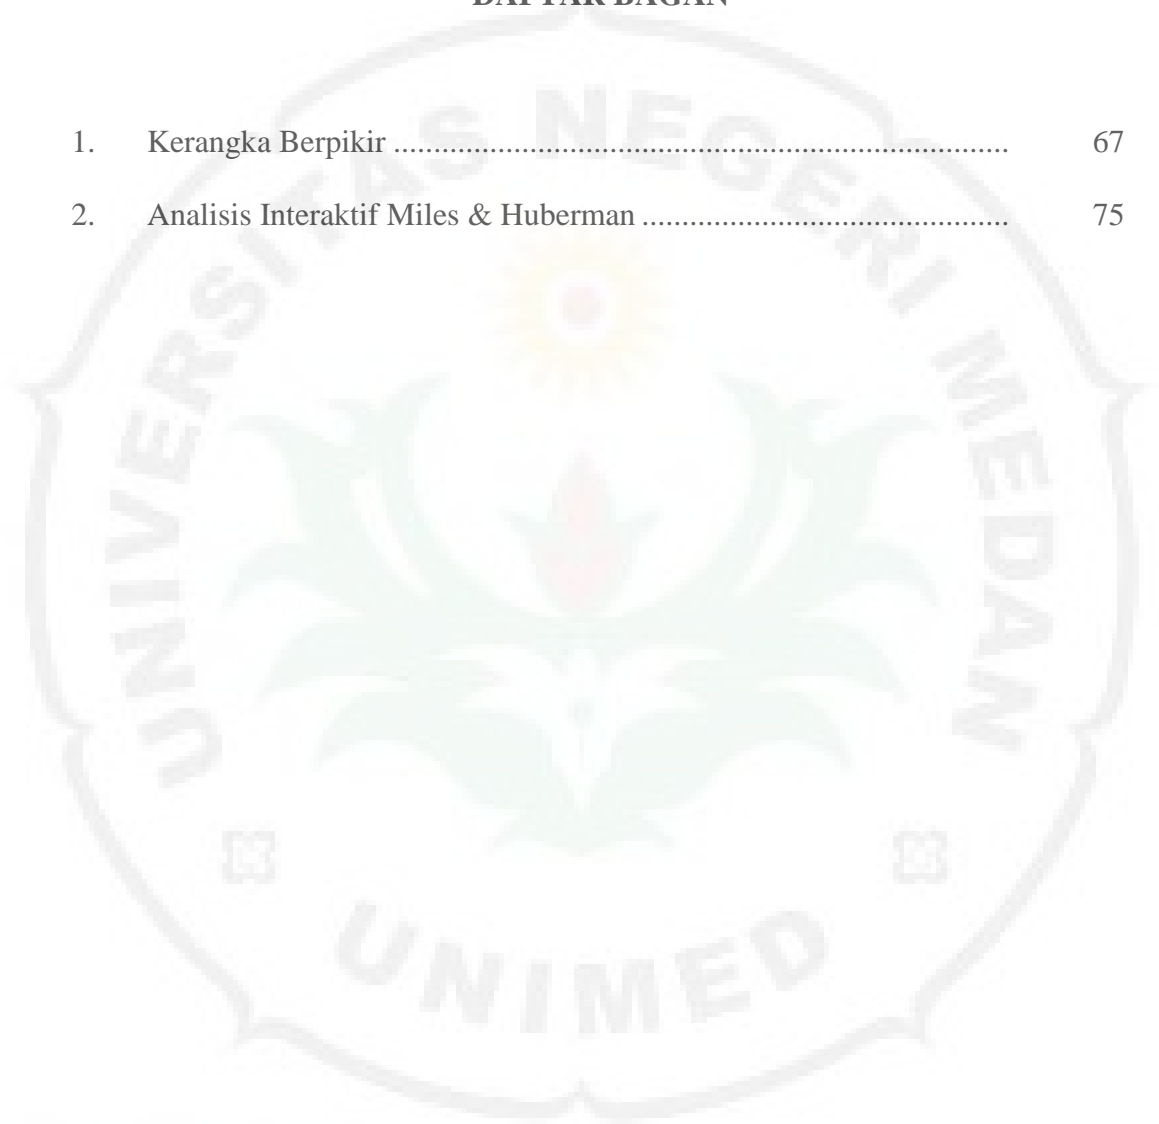 DAFTAR BAGAN
1. Kerangka Berpikir ............................................................................ 67
2. Analisis Interaktif Miles & Huberman ............................................. 75
UNIVERSITAS NEGERI MEDAN
UNIMED